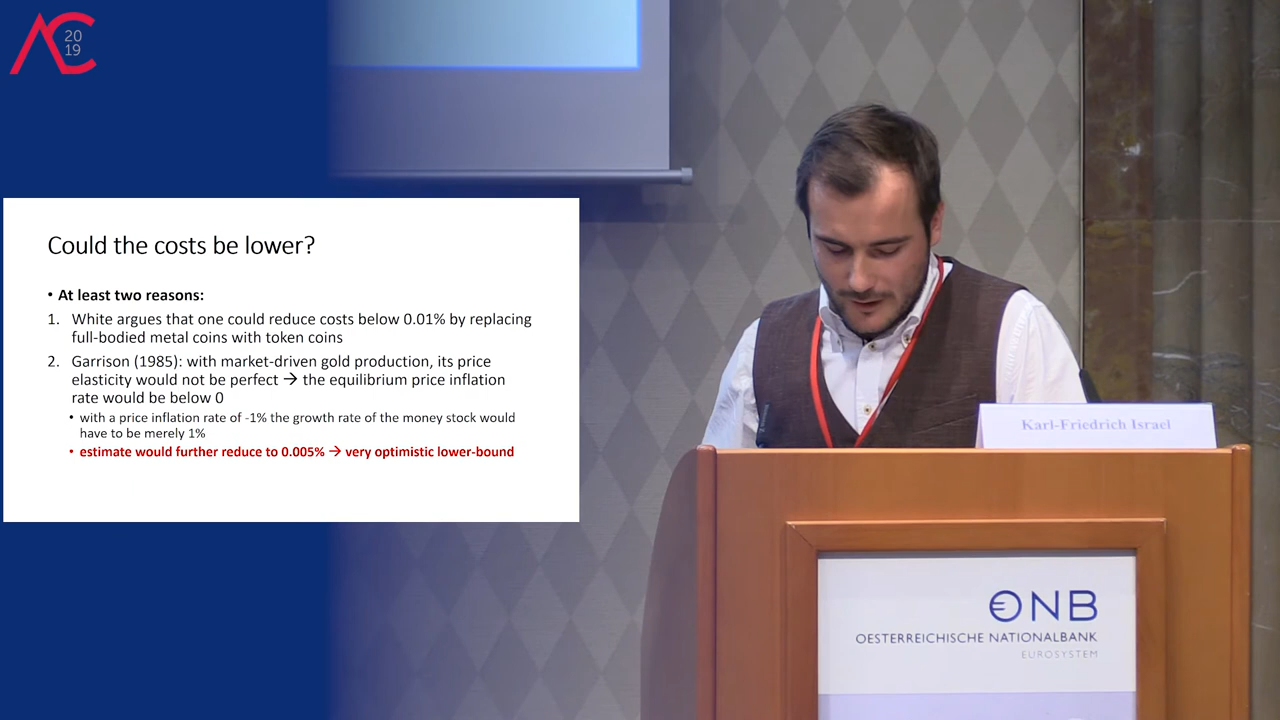 20
19
Could the costs be lower?
• At least two reasons:
1. White argues that one could reduce costs below 0.01% by replacing
full-bodied metal coins with token coins
2. Garrison (1985): with market-driven gold production, its price
elasticity would not be perfect → the equilibrium price inflation
rate would be below 0
• with a price inflation rate of -1% the growth rate of the money stock would
have to be merely 1%
• estimate would further reduce to 0.005% → very optimistic lower-bound
Karl-Friedrich Israel
ONB
OESTERREICHISCHE NATIONALBANK
EUROSYSTEM